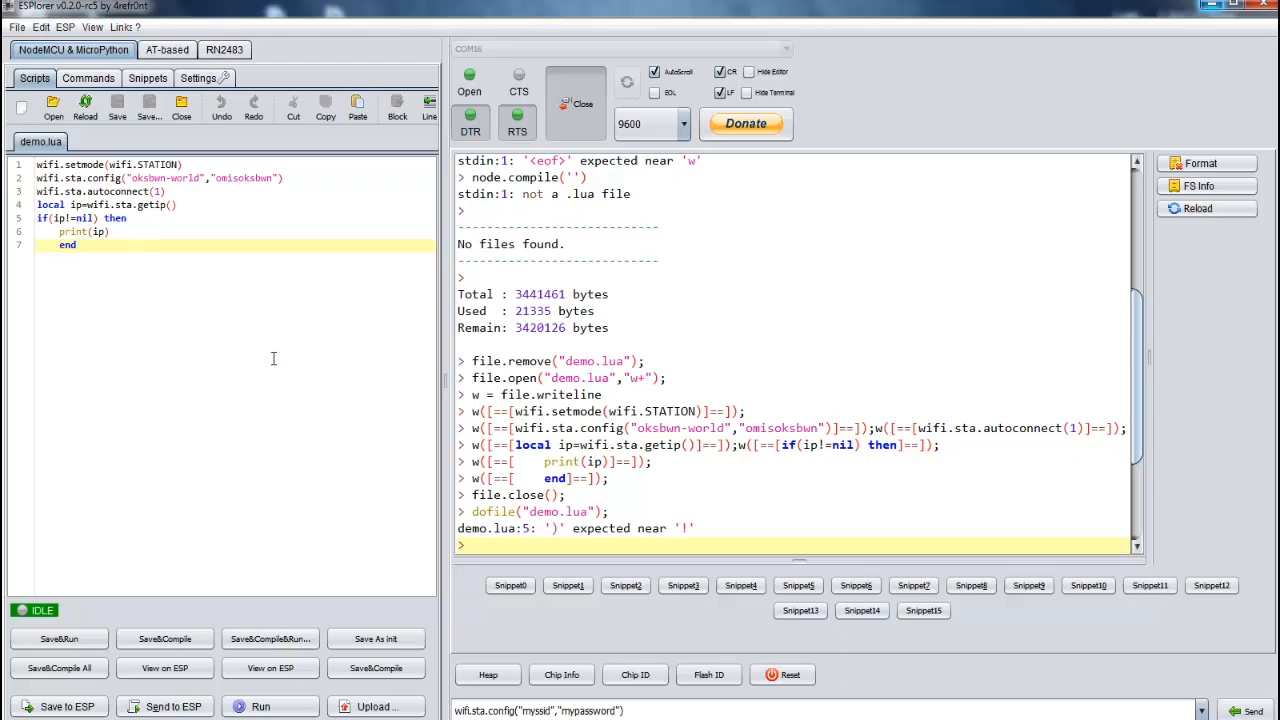 ESPlorer v0.2.0-rc5 by 4refr0nt
File Edit ESP View Links ?
NodeMCU & MicroPython AT-based RN2483
Scripts Commands Snippets Settings
Open Reload Save Save... Close Undo Redo Cut Copy Paste Block Line
demo.lua
1 wifi.setmode(wifi.STATION)
2 wifi.sta.config("oksbwn-world","omisoksbwn")
3 wifi.sta.autoconnect(1)
4 local ip=wifi.sta.getip()
5 if(ip!=nil) then
6 print(ip)
7 end
IDLE
Save&Run Save&Compile Save&Compile&Run... Save As init
Save&Compile All View on ESP View on ESP Save&Compile
Save to ESP Send to ESP Run Upload ...
COM16
Open CTS Close AutoScroll CR Hide Editor
EOL LF Hide Terminal
DTR RTS 9600 Donate
stdin:1: '<eof>' expected near 'w'
> node.compile('')
stdin:1: not a .lua file
>
----------------------------
No files found.
----------------------------
>
Total : 3441461 bytes
Used : 21335 bytes
Remain: 3420126 bytes
> file.remove("demo.lua");
> file.open("demo.lua","w+");
> w = file.writeline
> w([==[wifi.setmode(wifi.STATION)]==]);
> w([==[wifi.sta.config("oksbwn-world","omisoksbwn")]==]);w([==[wifi.sta.autoconnect(1)]==]);
> w([==[local ip=wifi.sta.getip()]==]);w([==[if(ip!=nil) then]==]);
> w([==[    print(ip)]==]);
> w([==[    end]==]);
> file.close();
> dofile("demo.lua");
demo.lua:5: ')' expected near '!'
>
Format
FS Info
Reload
Snippet0 Snippet1 Snippet2 Snippet3 Snippet4 Snippet5 Snippet6 Snippet7 Snippet8 Snippet9 Snippet10 Snippet11 Snippet12
Snippet13 Snippet14 Snippet15
Heap Chip Info Chip ID Flash ID Reset
wifi.sta.config("myssid","mypassword") Send